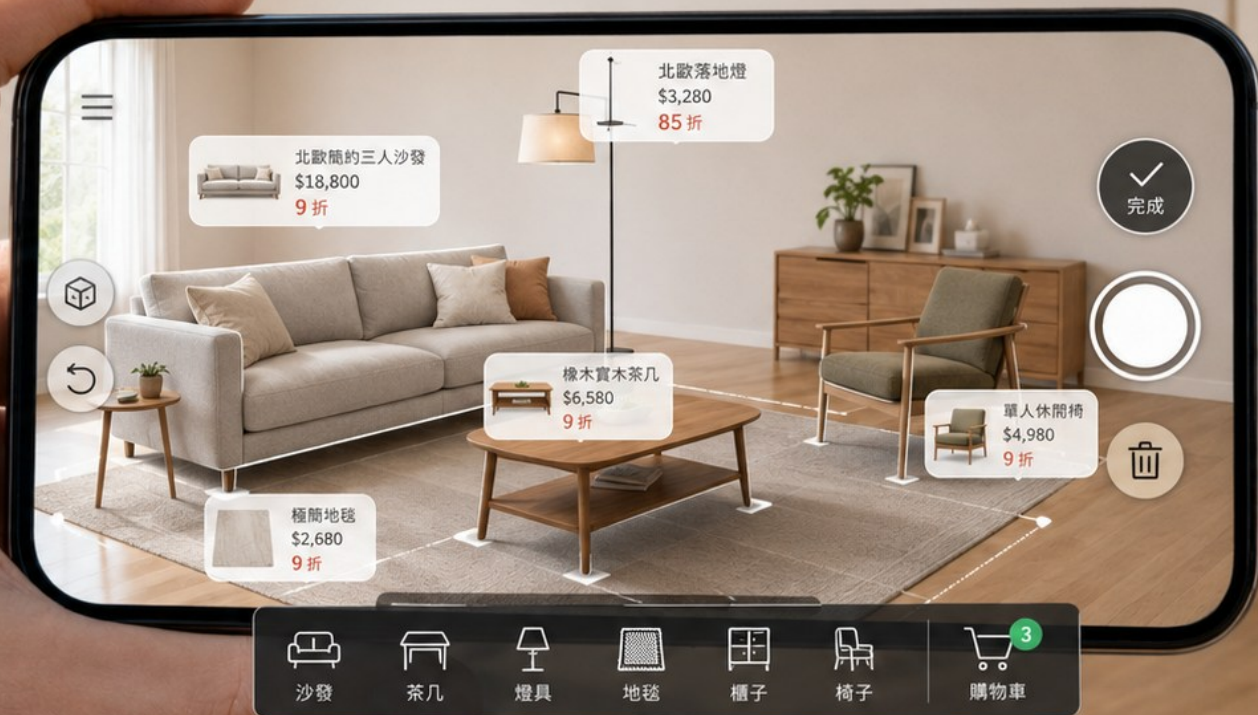 北歐落地燈
$3,280
85 折
北歐簡約三人沙發
$18,800
9 折
完成
橡木實木茶几
$6,580
9 折
單人休閒椅
$4,980
9 折
極簡地毯
$2,680
9 折
沙發
茶几
燈具
地毯
櫃子
椅子
3
購物車